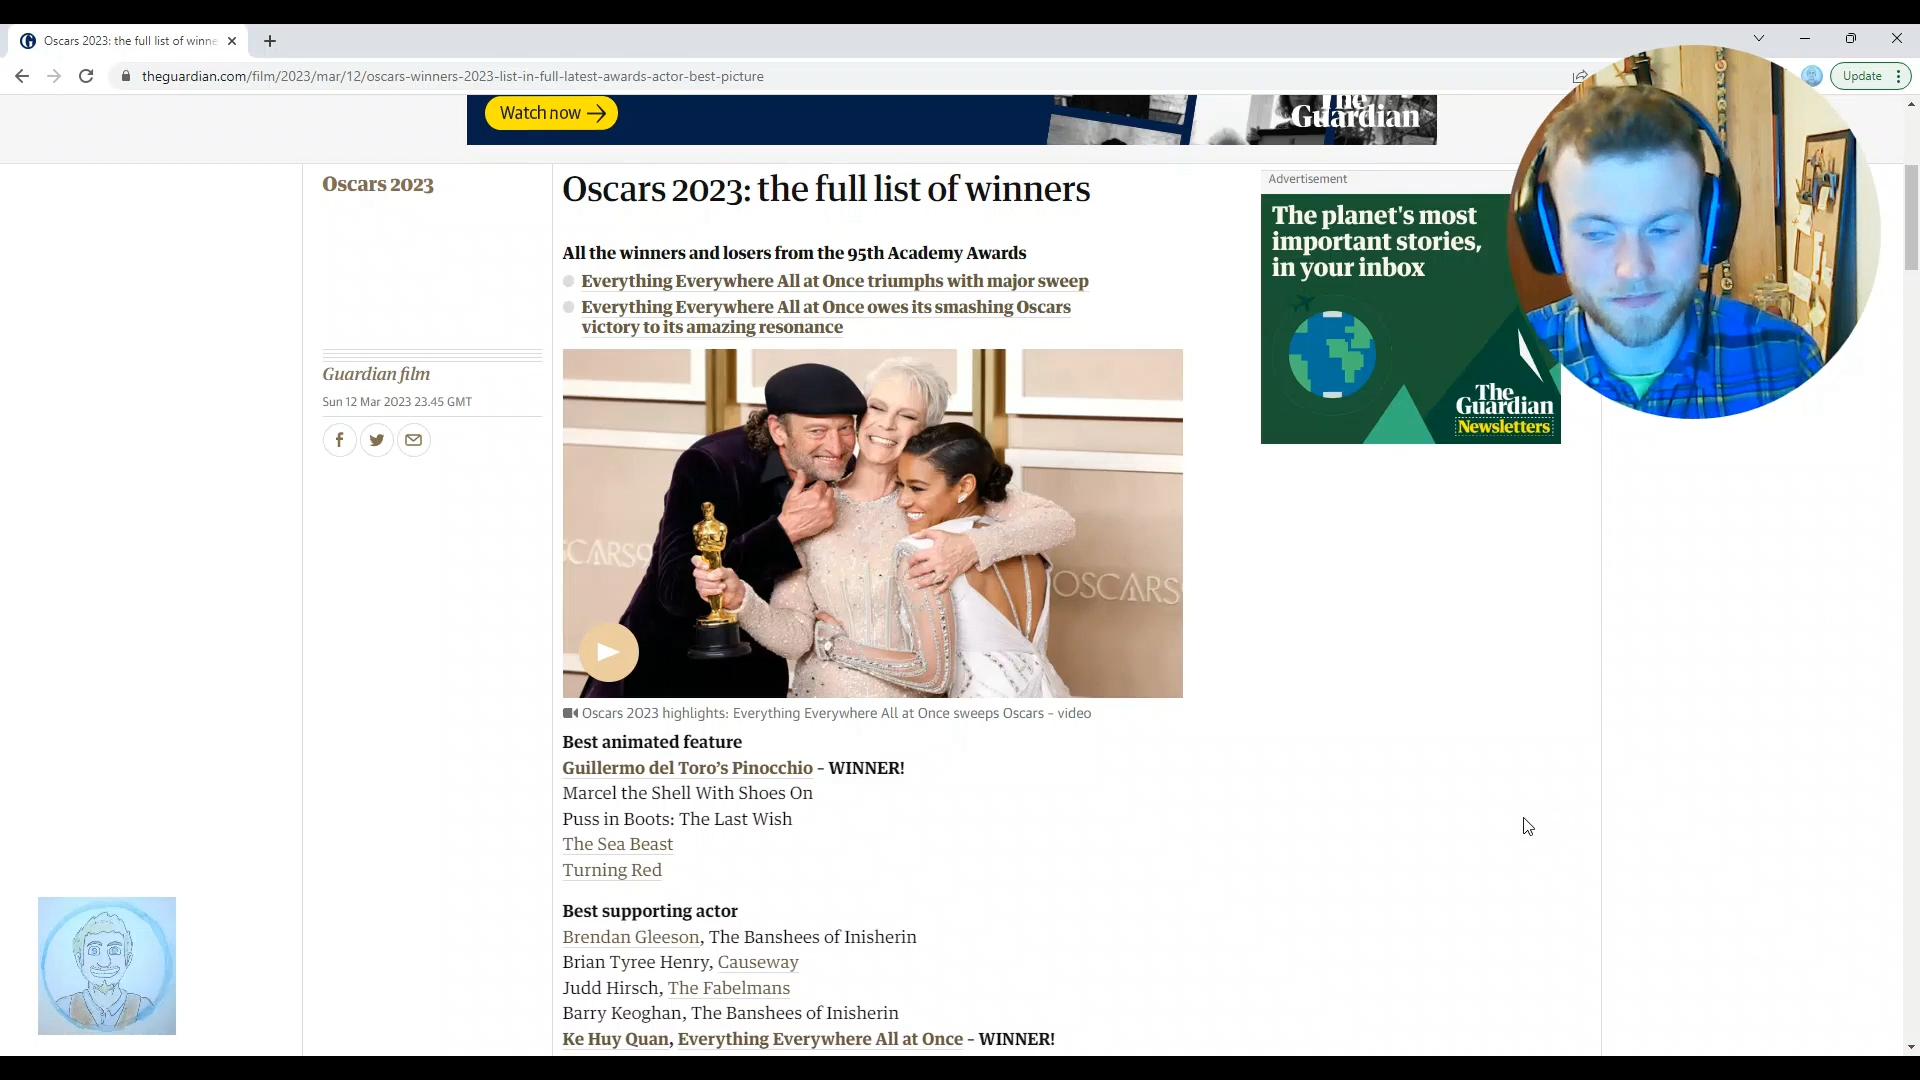 Oscars 2023: the full list of winne
theguardian.com/film/2023/mar/12/oscars-winners-2023-list-in-full-latest-awards-actor-best-picture
Update
Watch now
The
Guardian
Oscars 2023
Oscars 2023: the full list of winners
All the winners and losers from the 95th Academy Awards
Everything Everywhere All at Once triumphs with major sweep
Everything Everywhere All at Once owes its smashing Oscars
victory to its amazing resonance
Guardian film
Sun 12 Mar 2023 23.45 GMT
SCARS
OSCARS
Oscars 2023 highlights: Everything Everywhere All at Once sweeps Oscars – video
Best animated feature
Guillermo del Toro’s Pinocchio – WINNER!
Marcel the Shell With Shoes On
Puss in Boots: The Last Wish
The Sea Beast
Turning Red
Best supporting actor
Brendan Gleeson, The Banshees of Inisherin
Brian Tyree Henry, Causeway
Judd Hirsch, The Fabelmans
Barry Keoghan, The Banshees of Inisherin
Ke Huy Quan, Everything Everywhere All at Once – WINNER!
Advertisement
The planet's most
important stories,
in your inbox
The
Guardian
Newsletters